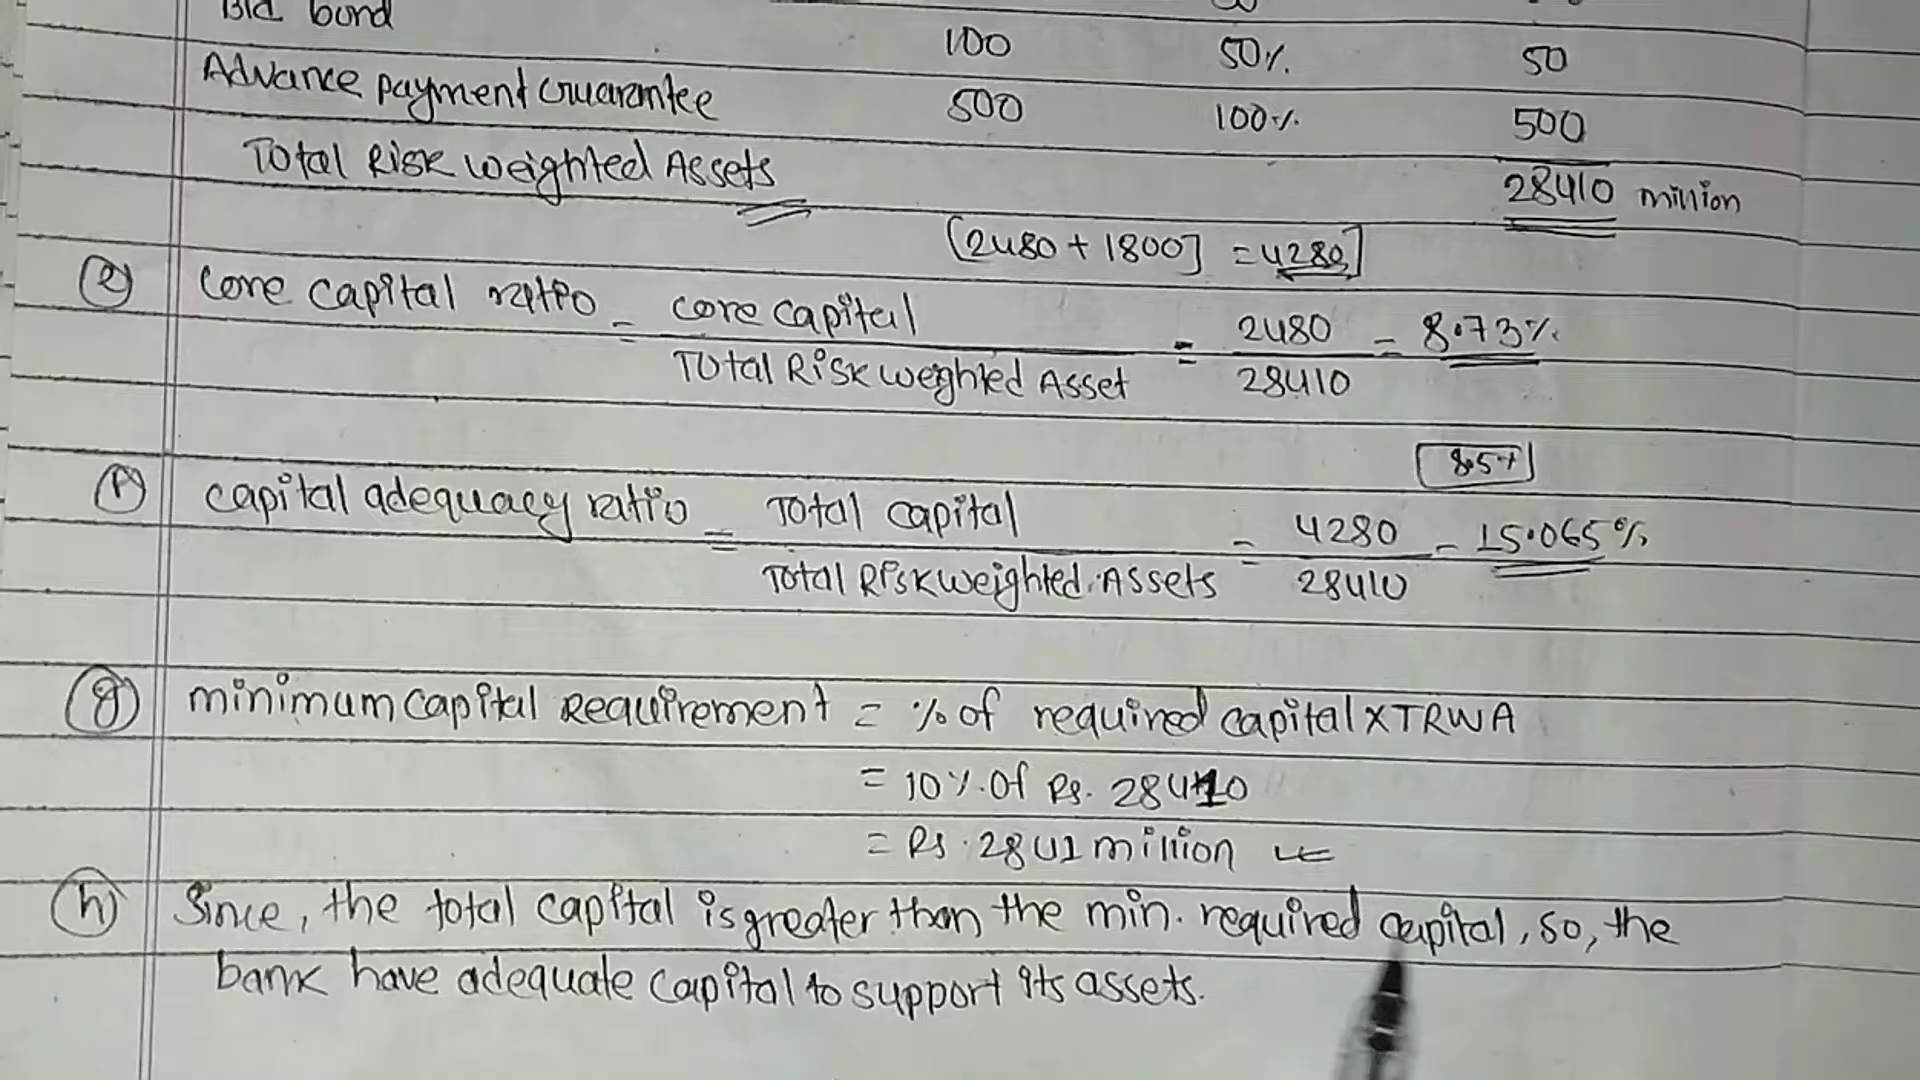 Bid bond 100 50% 50
Advance payment Guarantee 500 100% 500
Total Risk weighted Assets 28410 million
[2480 + 1800] = 4280]
(e) core capital ratio = core capital / Total Risk weighted Asset = 2480 / 28410 = 8.73%
8.5%
(f) capital adequacy ratio = Total capital / Total Risk weighted Assets = 4280 / 28410 = 15.065%
(g) minimum capital Requirement = % of required capital X TRWA
= 10% of Rs. 28410
= Rs. 2841 million
(h) Since, the total capital is greater than the min. required capital, so, the
bank have adequate capital to support its assets.